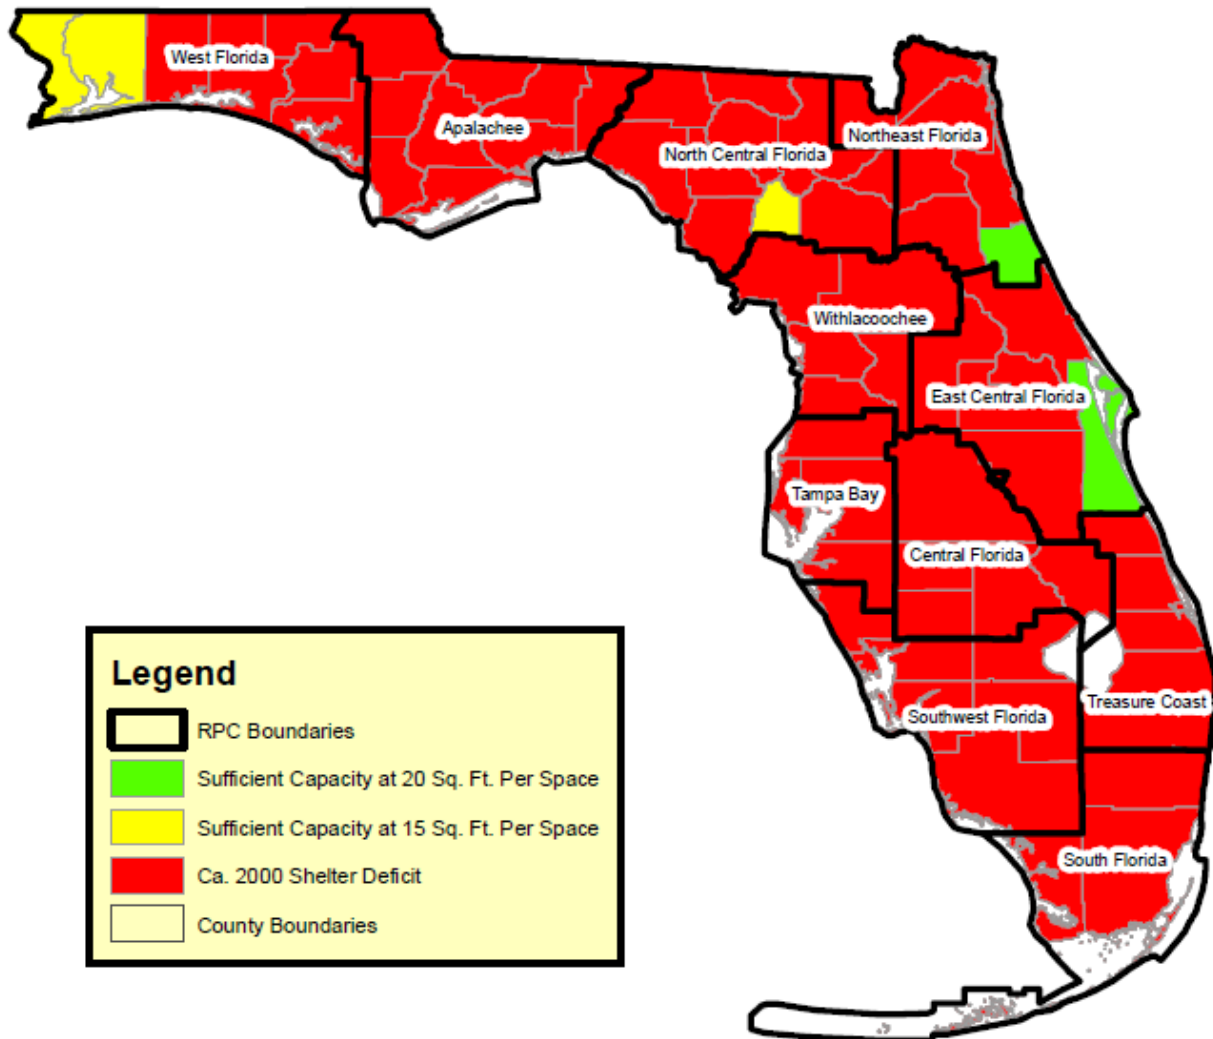 West Florida
Apalachee
North Central Florida
Northeast Florida
Withlacoochee
East Central Florida
Tampa Bay
Central Florida
Southwest Florida
Treasure Coast
South Florida
Legend
RPC Boundaries
Sufficient Capacity at 20 Sq. Ft. Per Space
Sufficient Capacity at 15 Sq. Ft. Per Space
Ca. 2000 Shelter Deficit
County Boundaries